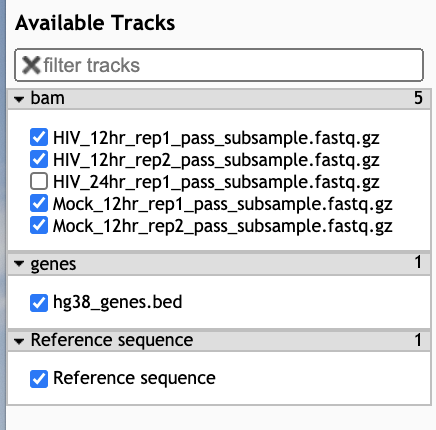 Available Tracks
filter tracks
bam 5
HIV_12hr_rep1_pass_subsample.fastq.gz
HIV_12hr_rep2_pass_subsample.fastq.gz
HIV_24hr_rep1_pass_subsample.fastq.gz
Mock_12hr_rep1_pass_subsample.fastq.gz
Mock_12hr_rep2_pass_subsample.fastq.gz
genes 1
hg38_genes.bed
Reference sequence 1
Reference sequence